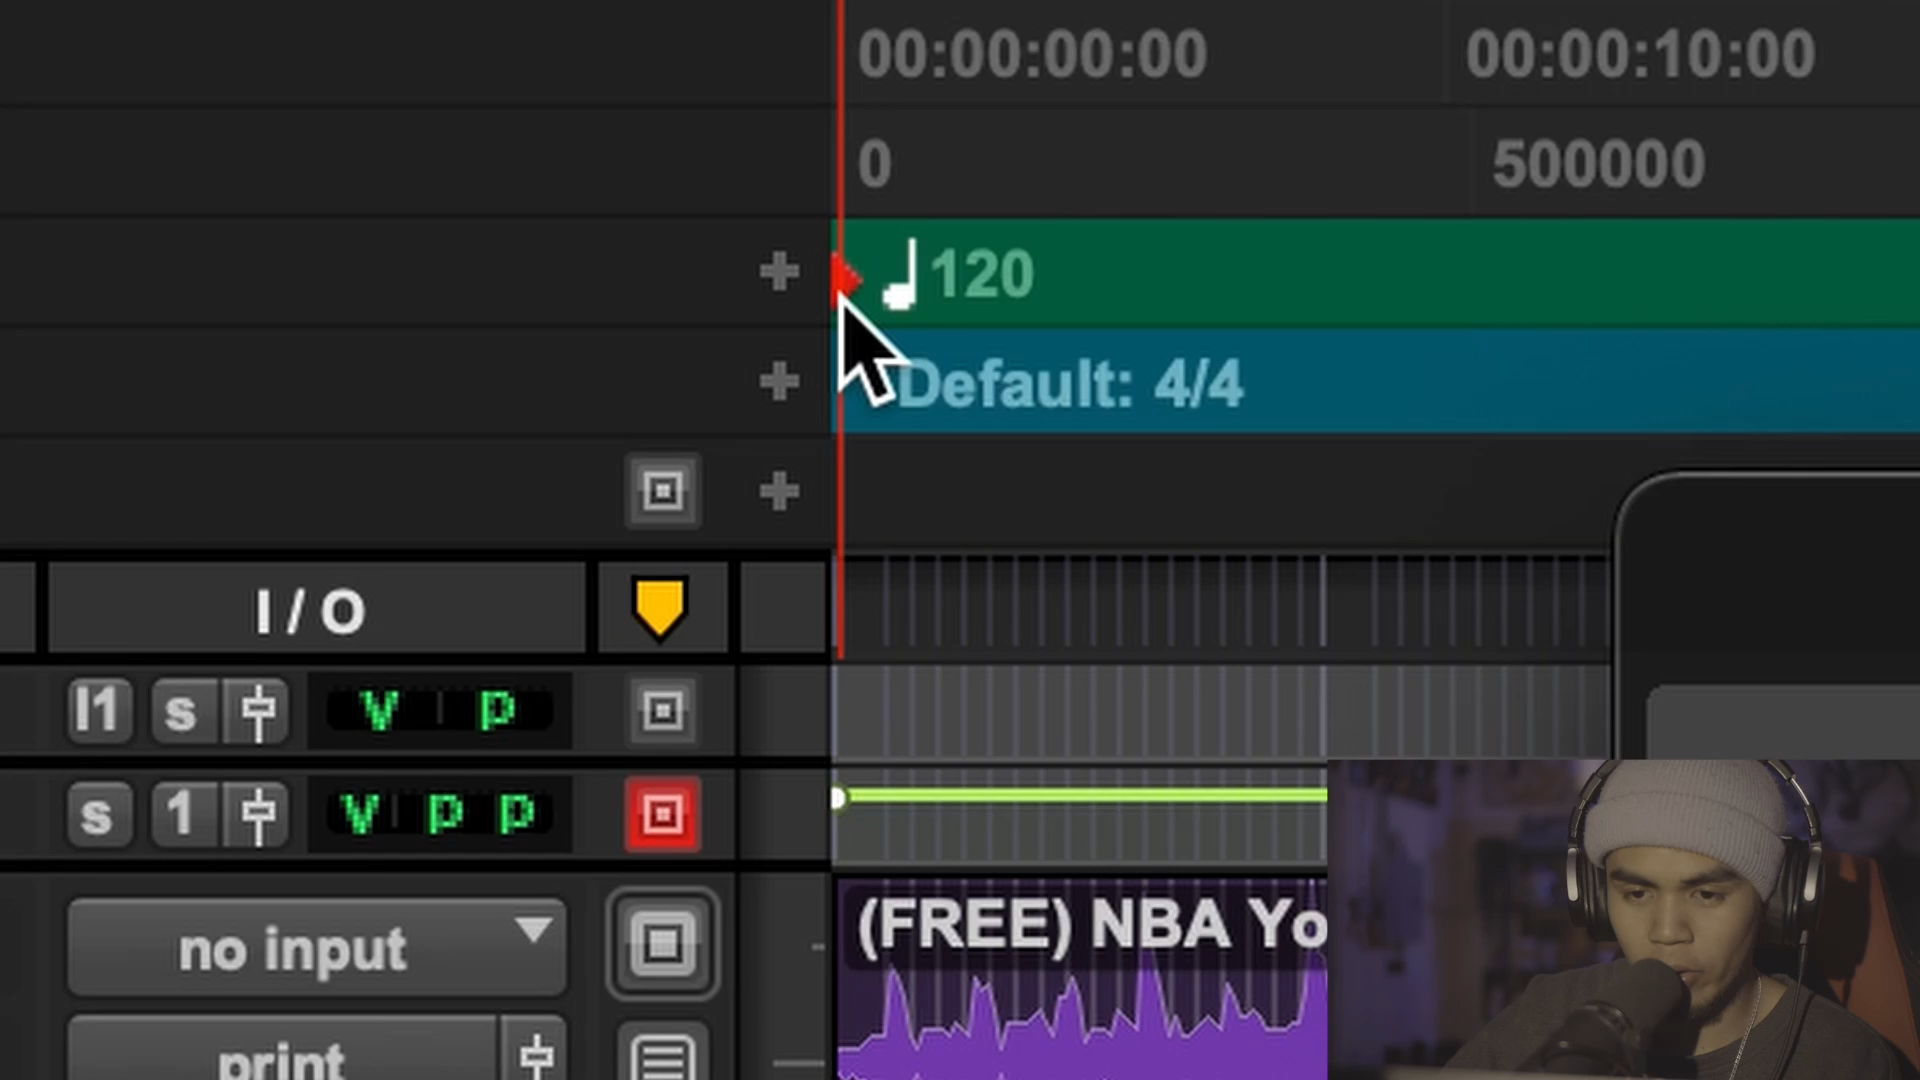 00:00:00:00 00:00:10:00
0 500000
120
Default: 4/4
I / O
I1 s v p
s 1 v p p
(FREE) NBA Yo
no input
print